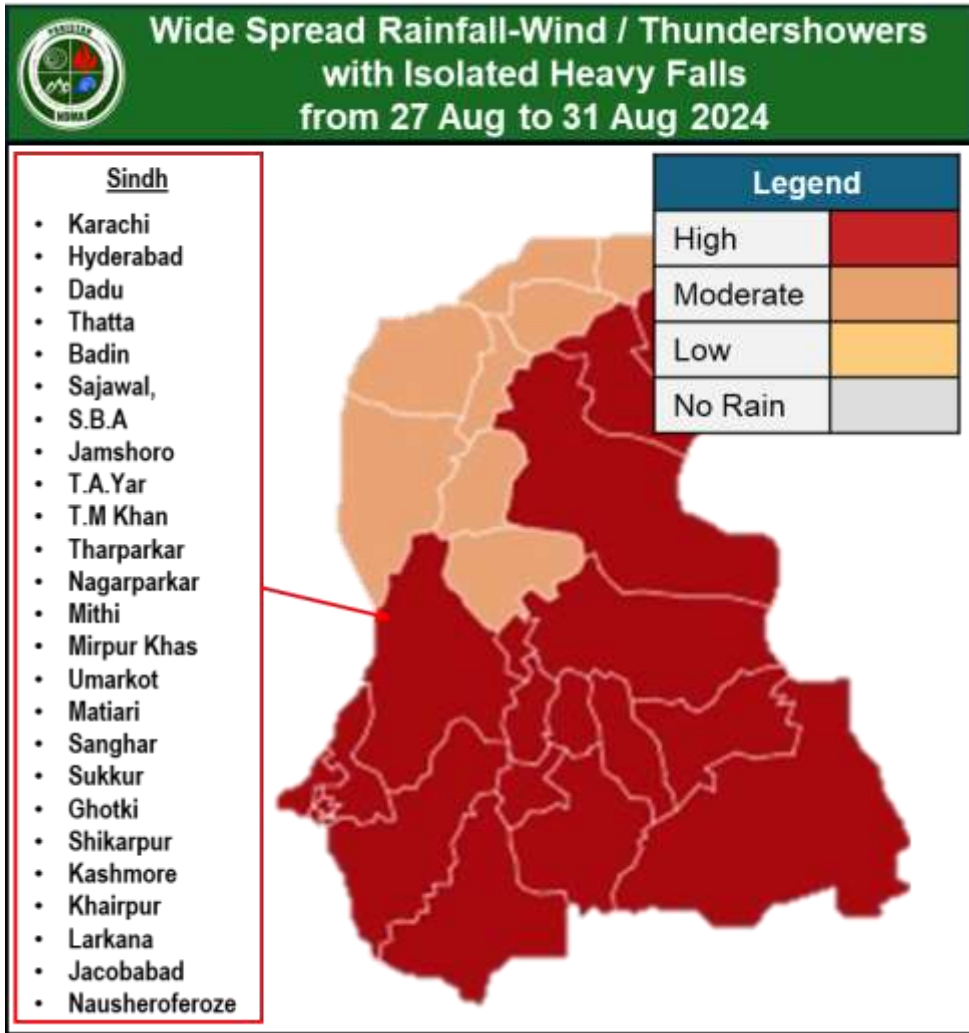 Wide Spread Rainfall-Wind / Thundershowers
with Isolated Heavy Falls
from 27 Aug to 31 Aug 2024
NDMA
Sindh
• Karachi
• Hyderabad
• Dadu
• Thatta
• Badin
• Sajawal,
• S.B.A
• Jamshoro
• T.A.Yar
• T.M Khan
• Tharparkar
• Nagarparkar
• Mithi
• Mirpur Khas
• Umarkot
• Matiari
• Sanghar
• Sukkur
• Ghotki
• Shikarpur
• Kashmore
• Khairpur
• Larkana
• Jacobabad
• Nausheroferoze
Legend
High
Moderate
Low
No Rain